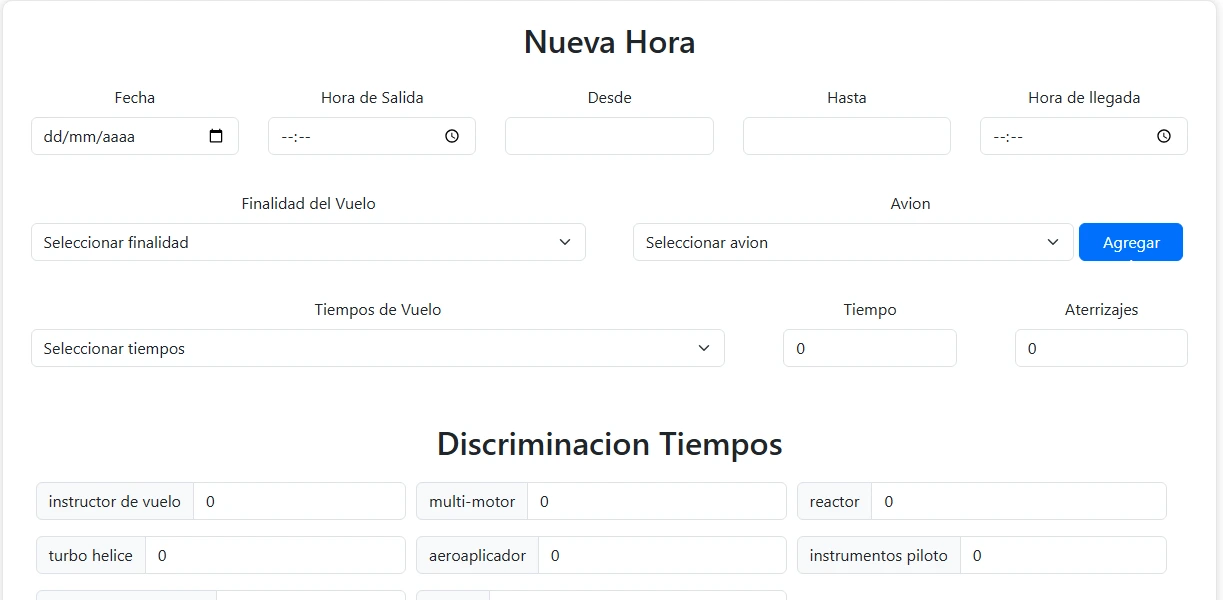 Nueva Hora
Fecha Hora de Salida Desde Hasta Hora de llegada
dd/mm/aaaa --:-- --:--
Finalidad del Vuelo Avion
Seleccionar finalidad Seleccionar avion Agregar
Tiempos de Vuelo Tiempo Aterrizajes
Seleccionar tiempos 0 0
Discriminacion Tiempos
instructor de vuelo 0 multi-motor 0 reactor 0
turbo helice 0 aeroaplicador 0 instrumentos piloto 0